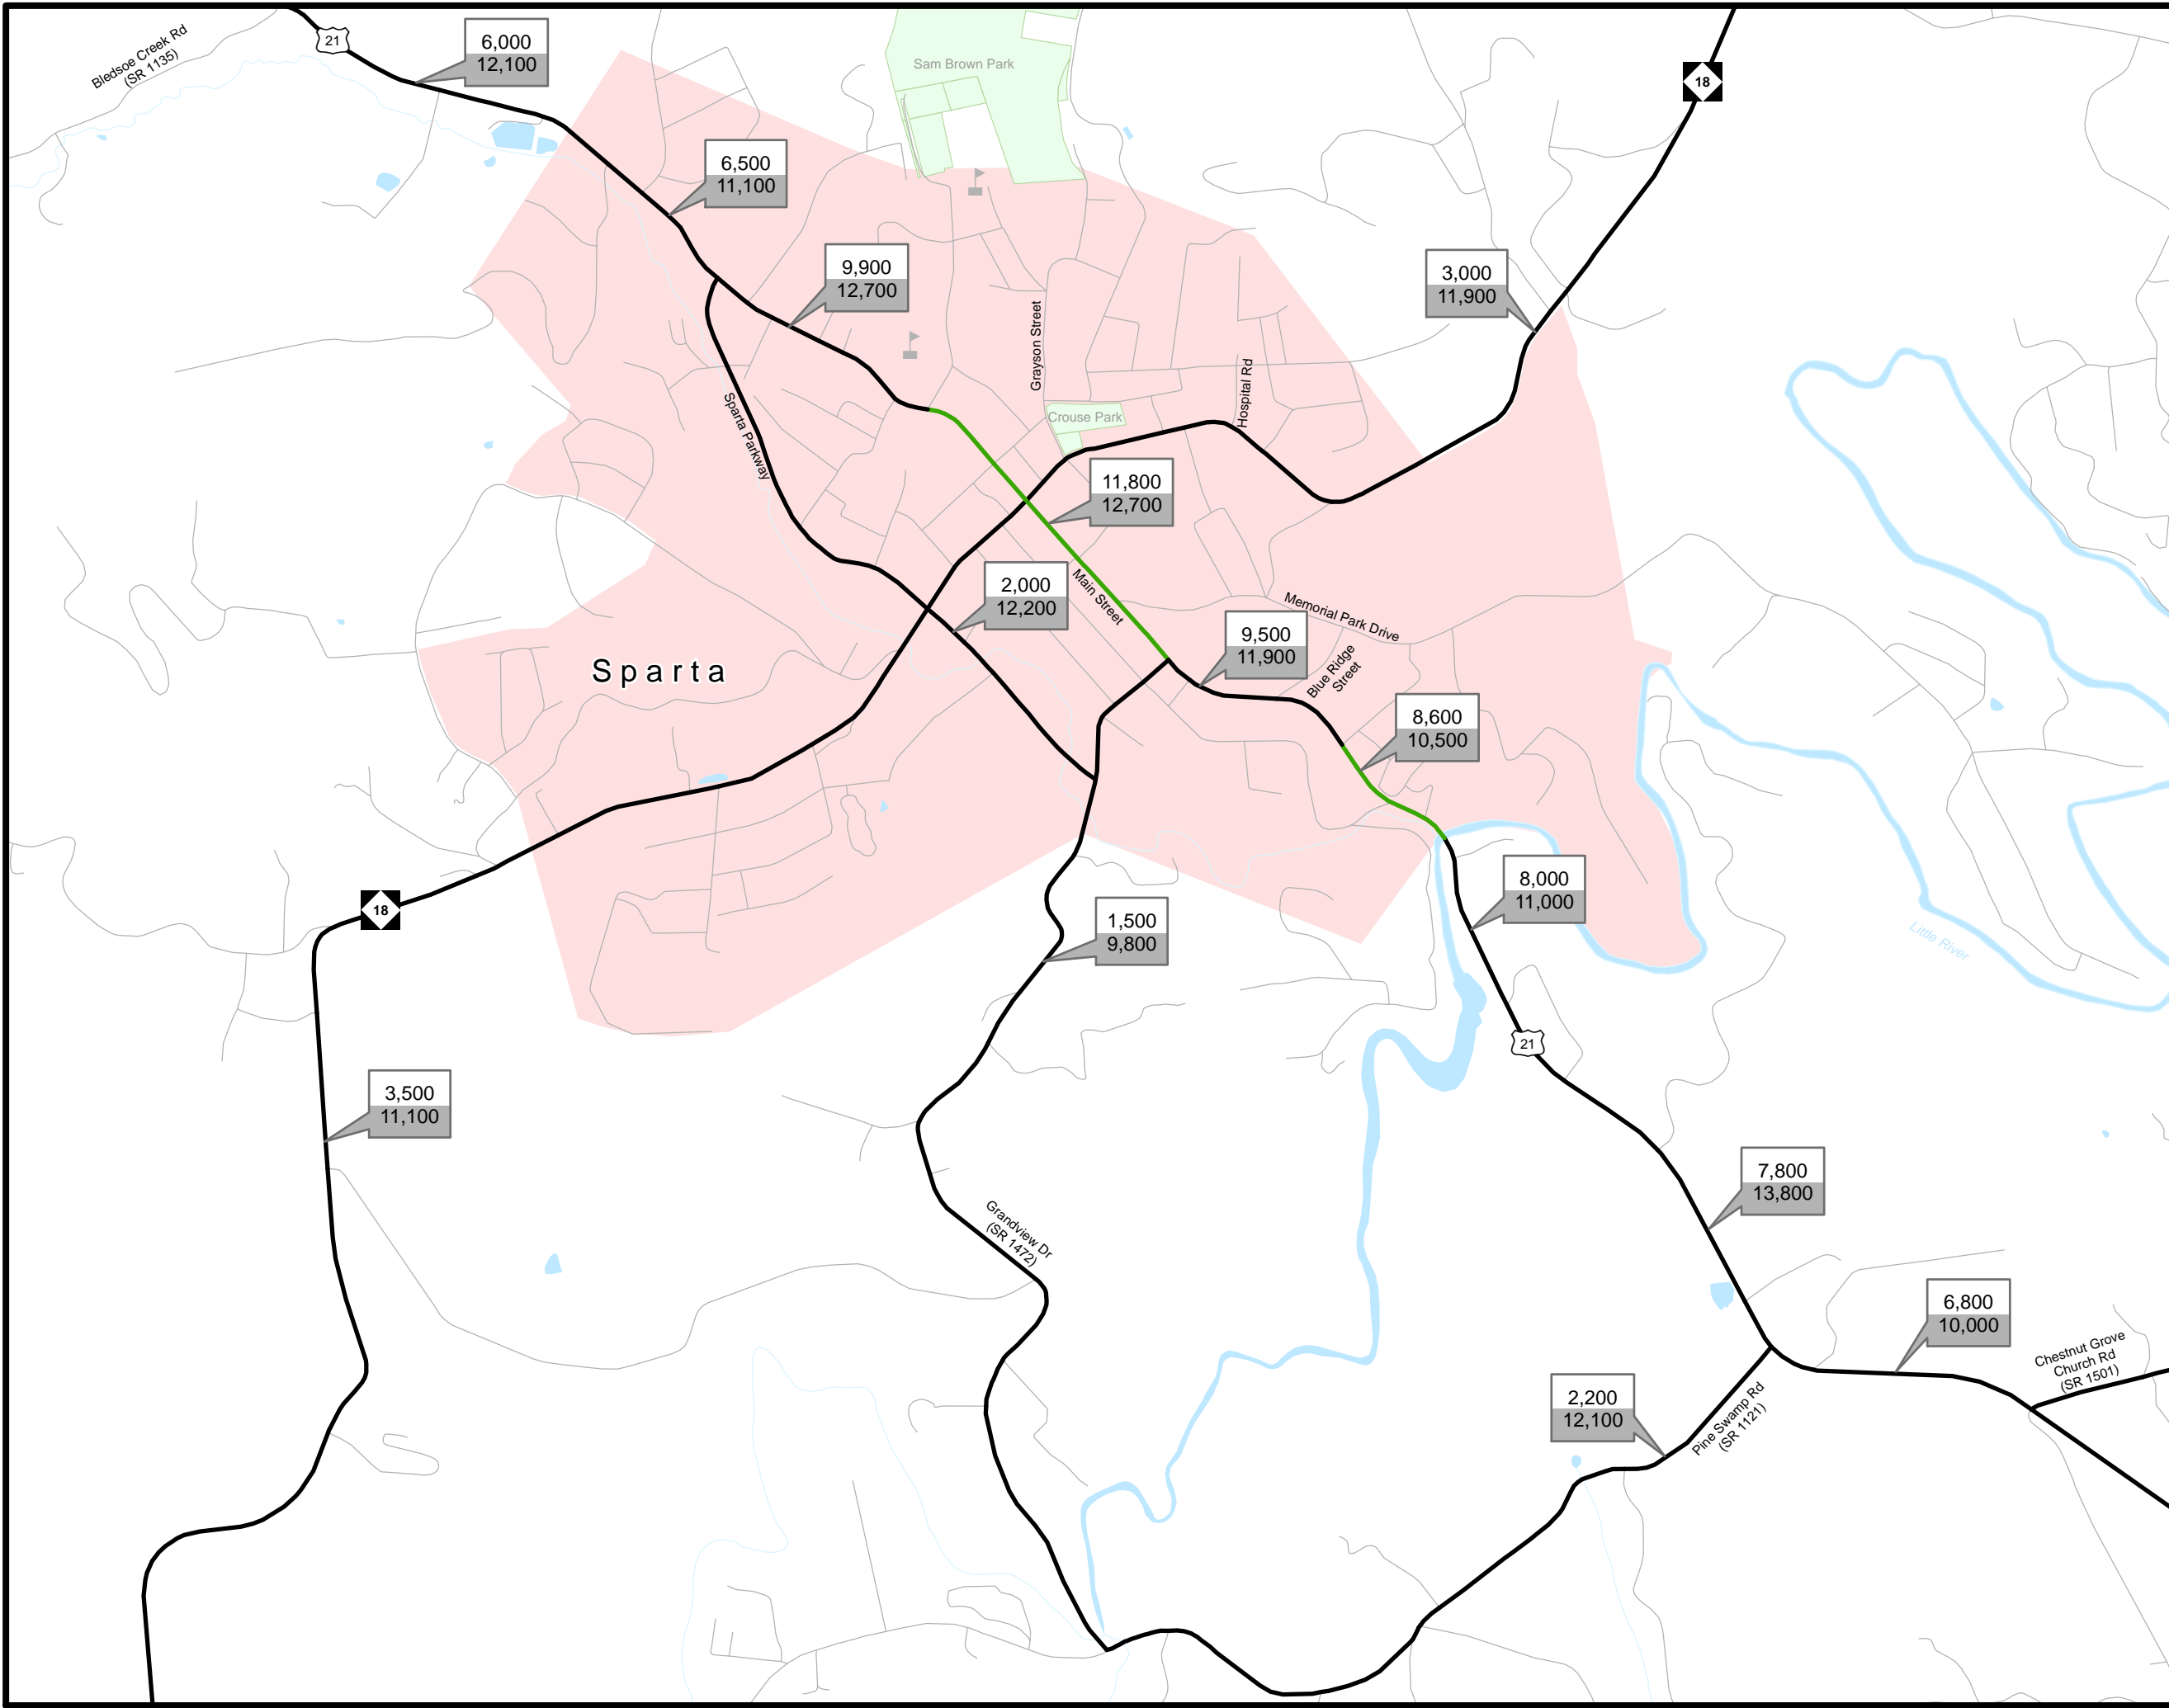 Bledsoe Creek Rd
(SR 1135)
21
6,000
12,100
Sam Brown Park
18
6,500
11,100
9,900
12,700
3,000
11,900
Grayson Street
Hospital Rd
Crouse Park
Sparta Parkway
11,800
12,700
2,000
12,200
Main Street
Memorial Park Drive
9,500
11,900
Blue Ridge
Street
Sparta
8,600
10,500
8,000
11,000
18
1,500
9,800
Little River
21
3,500
11,100
7,800
13,800
Grandview Dr
(SR 1472)
6,800
10,000
Chestnut Grove
Church Rd
(SR 1501)
2,200
12,100
Pine Swamp Rd
(SR 1121)